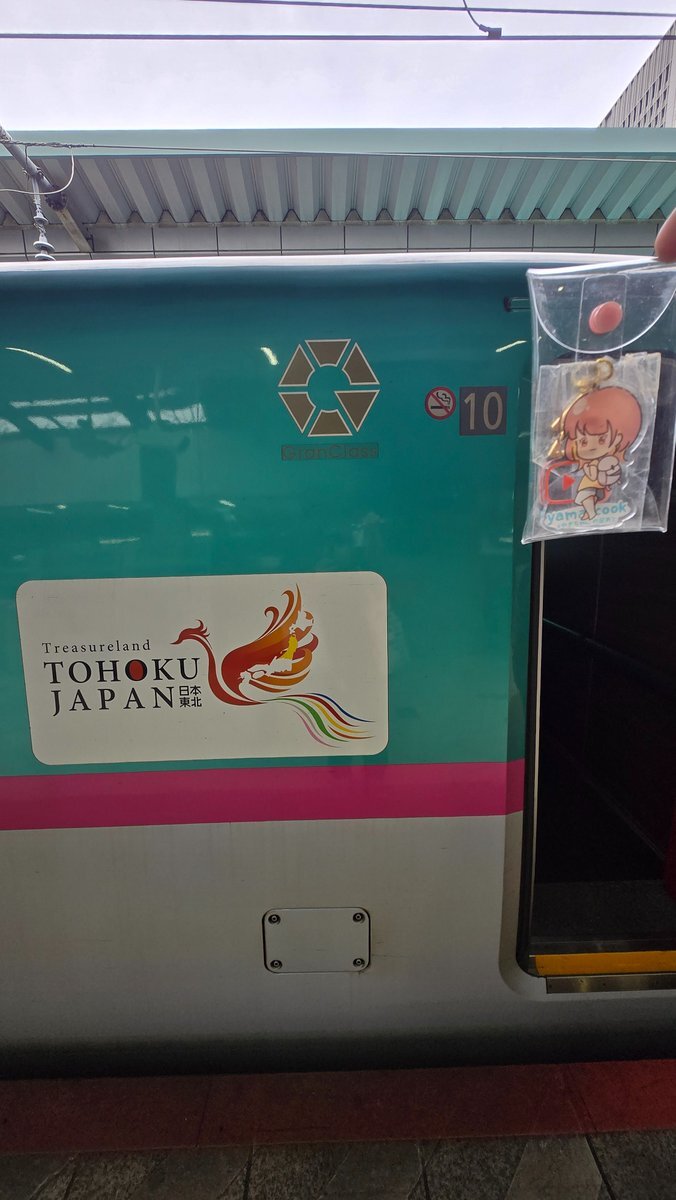 GranClass
10
Treasureland
TOHOKU
JAPAN 日本
東北